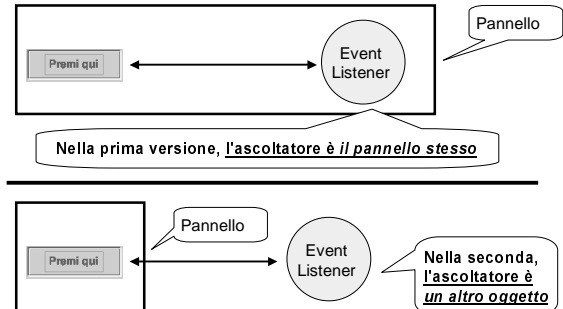 Pannello
Premi qui
Event
Listener
Nella prima versione, l'ascoltatore è il pannello stesso
Pannello
Premi qui
Event
Listener
Nella seconda,
l'ascoltatore è
un altro oggetto